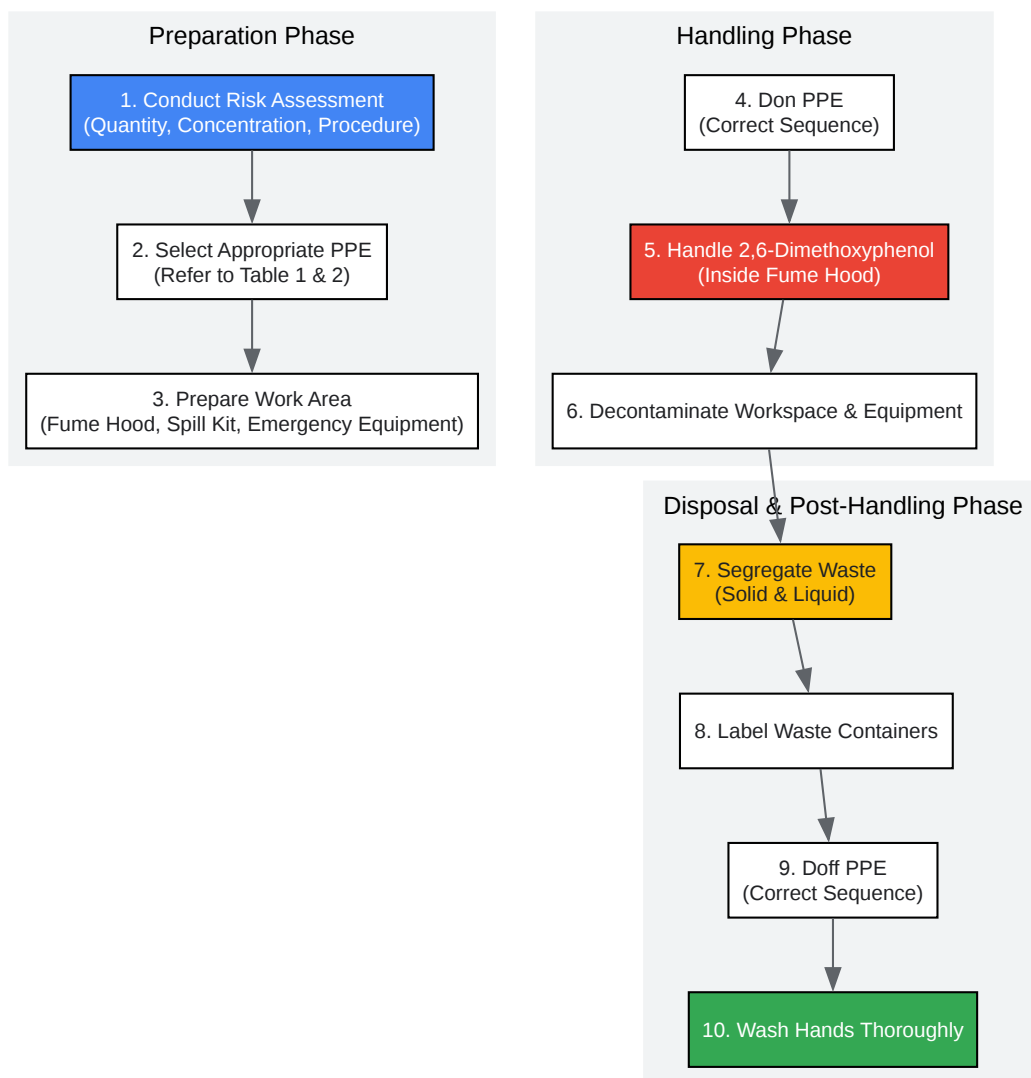 Preparation Phase
1. Conduct Risk Assessment
(Quantity, Concentration, Procedure)
2. Select Appropriate PPE
(Refer to Table 1 & 2)
3. Prepare Work Area
(Fume Hood, Spill Kit, Emergency Equipment)
Handling Phase
4. Don PPE
(Correct Sequence)
5. Handle 2,6-Dimethoxyphenol
(Inside Fume Hood)
6. Decontaminate Workspace & Equipment
Disposal & Post-Handling Phase
7. Segregate Waste
(Solid & Liquid)
8. Label Waste Containers
9. Doff PPE
(Correct Sequence)
10. Wash Hands Thoroughly